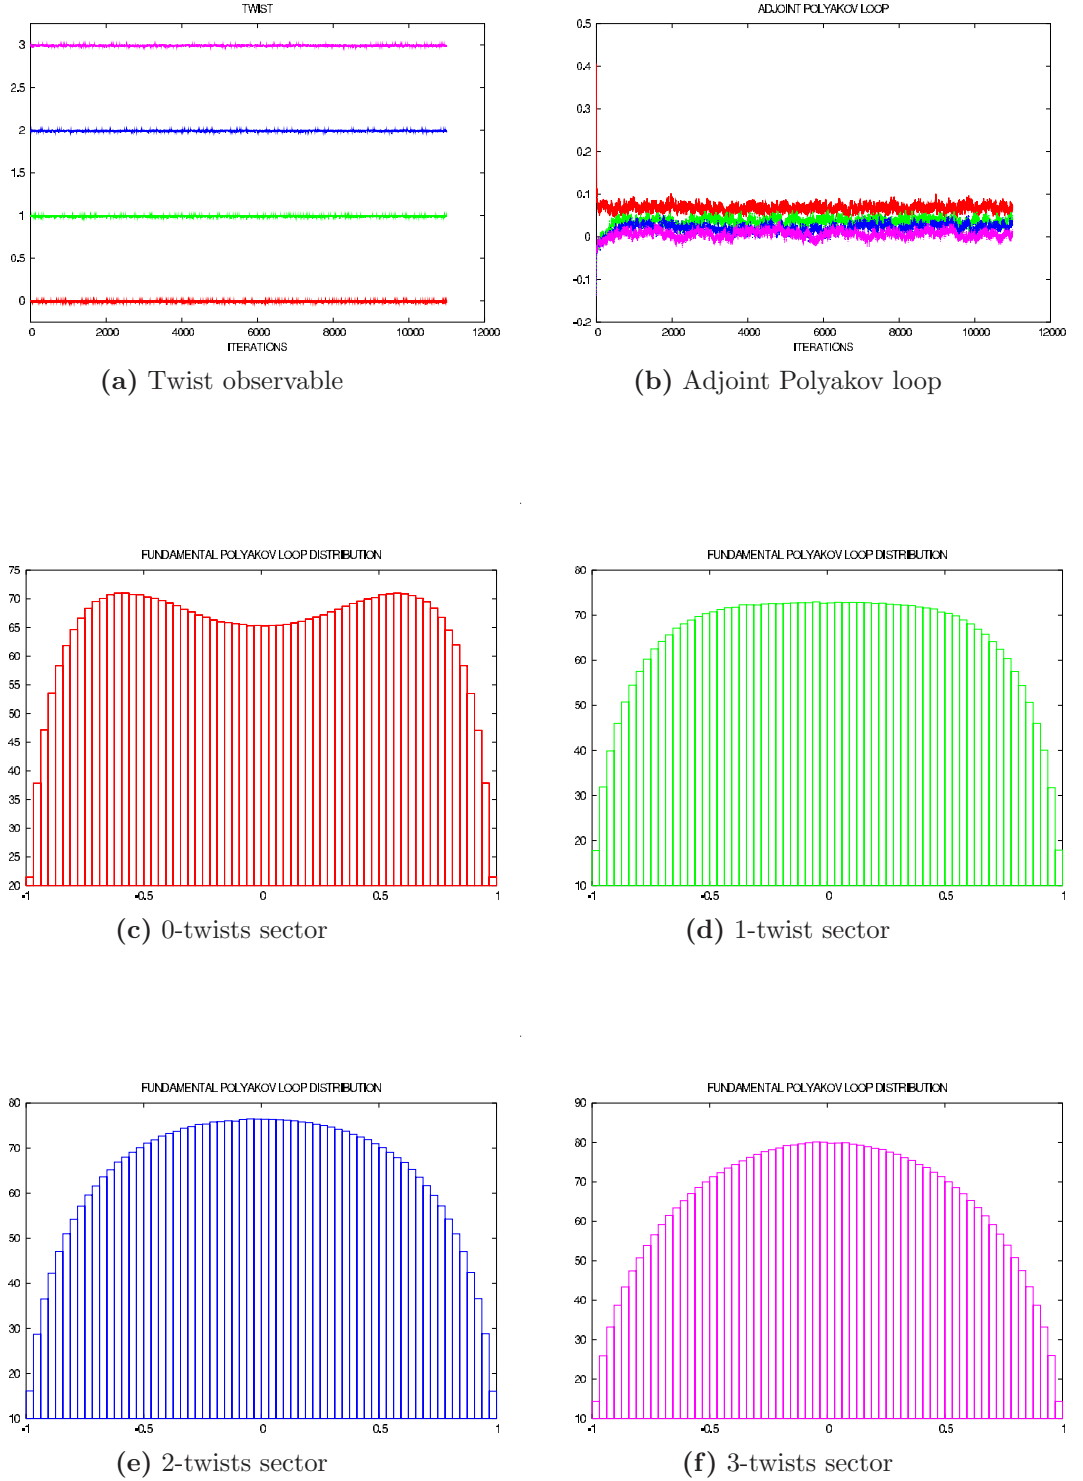 TWIST
3
2.5
2
1.5
1
0.5
0
0 2000 4000 6000 8000 10000 12000
ITERATIONS
(a) Twist observable
ADJOINT POLYAKOV LOOP
0.5
0.4
0.3
0.2
0.1
0
-0.1
-0.2
0 2000 4000 6000 8000 10000 12000
ITERATIONS
(b) Adjoint Polyakov loop
FUNDAMENTAL POLYAKOV LOOP DISTRIBUTION
75
70
65
60
55
50
45
40
35
30
25
20
-1 -0.5 0 0.5 1
(c) 0-twists sector
FUNDAMENTAL POLYAKOV LOOP DISTRIBUTION
80
70
60
50
40
30
20
10
-1 -0.5 0 0.5 1
(d) 1-twist sector
FUNDAMENTAL POLYAKOV LOOP DISTRIBUTION
80
70
60
50
40
30
20
10
-1 -0.5 0 0.5 1
(e) 2-twists sector
FUNDAMENTAL POLYAKOV LOOP DISTRIBUTION
90
80
70
60
50
40
30
20
10
-1 -0.5 0 0.5 1
(f) 3-twists sector